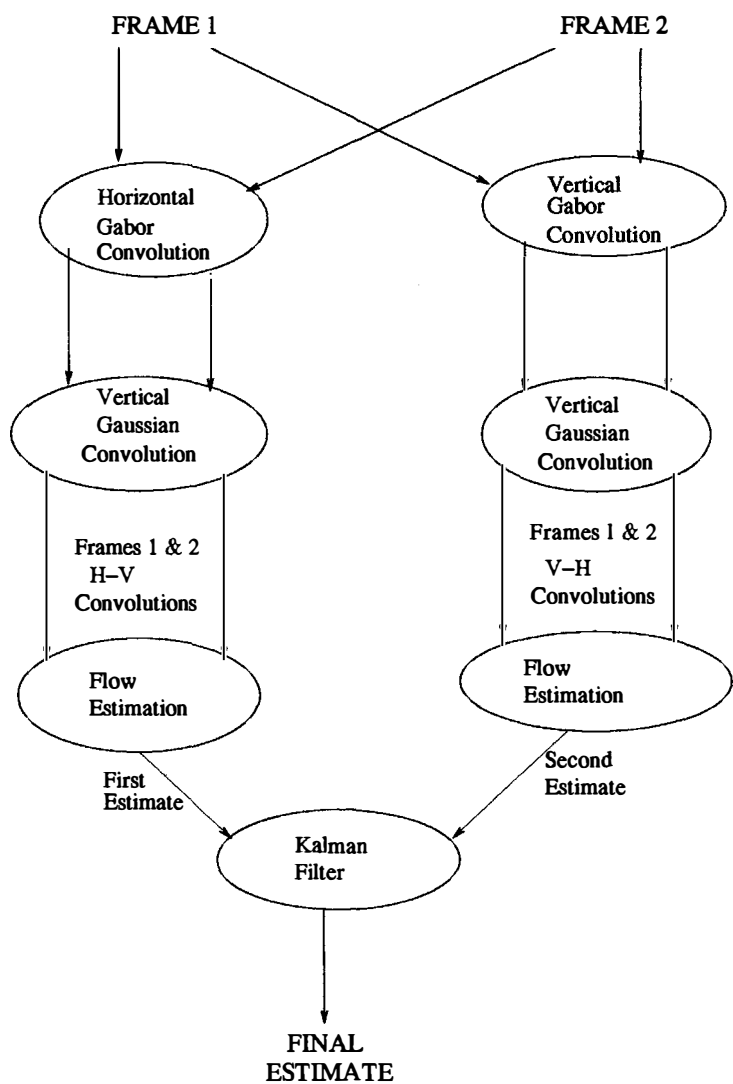 FRAME 1
FRAME 2
Horizontal
Gabor
Convolution
Vertical
Gabor
Convolution
Vertical
Gaussian
Convolution
Vertical
Gaussian
Convolution
Frames 1 & 2
H–V
Convolutions
Frames 1 & 2
V–H
Convolutions
Flow
Estimation
Flow
Estimation
First
Estimate
Second
Estimate
Kalman
Filter
FINAL
ESTIMATE